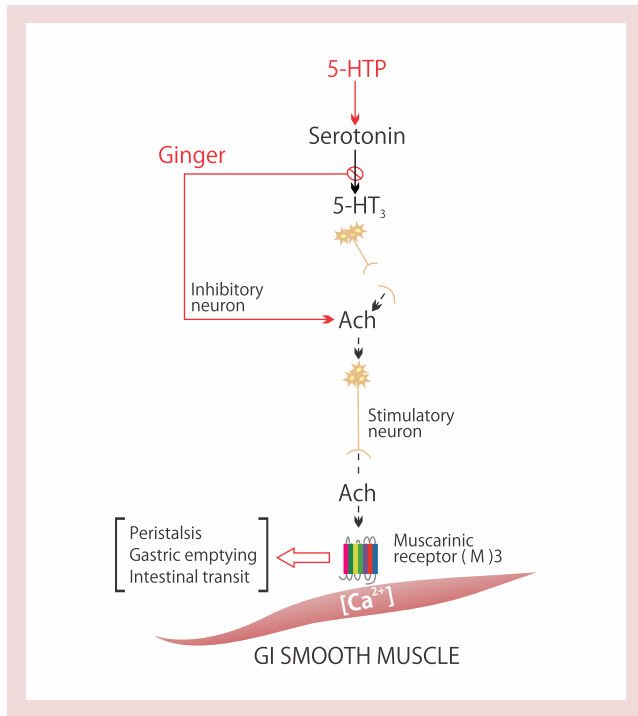 5-HTP
Serotonin
Ginger
5-HT₃
Inhibitory
neuron
Ach
Stimulatory
neuron
Ach
Peristalsis
Gastric emptying
Intestinal transit
Muscarinic
receptor ( M )3
[Ca²⁺]
GI SMOOTH MUSCLE